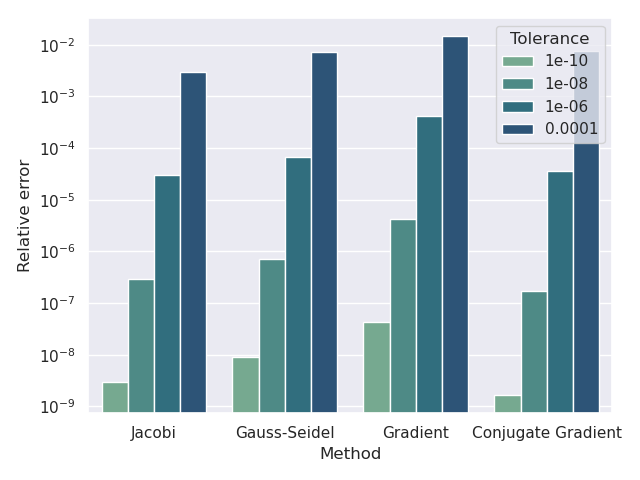 Tolerance
1e-10
1e-08
1e-06
0.0001
Relative error
10⁻²
10⁻³
10⁻⁴
10⁻⁵
10⁻⁶
10⁻⁷
10⁻⁸
10⁻⁹
Jacobi
Gauss-Seidel
Gradient
Conjugate Gradient
Method